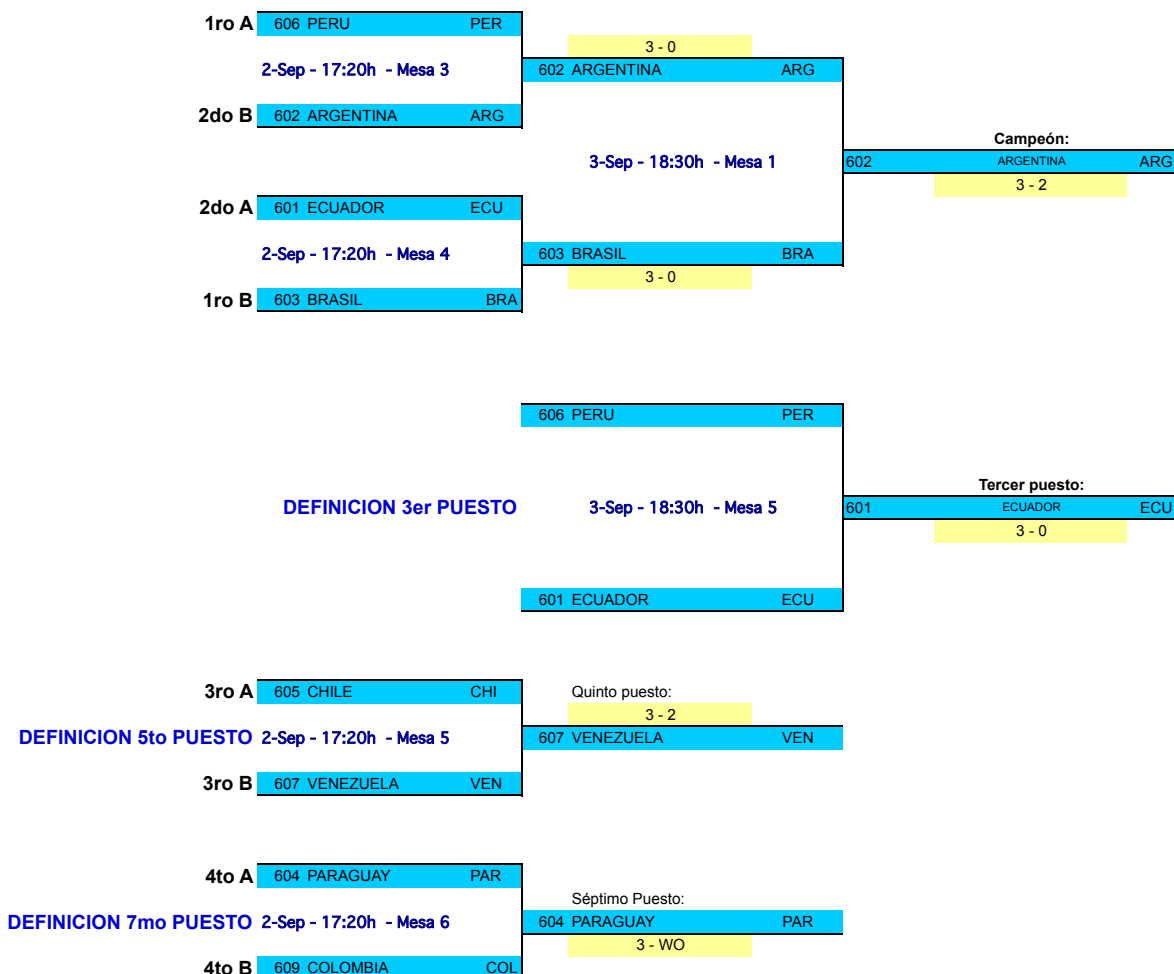 1ro A 606 PERU PER
3 - 0
2-Sep - 17:20h - Mesa 3 602 ARGENTINA ARG
2do B 602 ARGENTINA ARG
Campeón:
3-Sep - 18:30h - Mesa 1 602 ARGENTINA ARG
3 - 2
2do A 601 ECUADOR ECU
2-Sep - 17:20h - Mesa 4 603 BRASIL BRA
3 - 0
1ro B 603 BRASIL BRA
606 PERU PER
Tercer puesto:
DEFINICION 3er PUESTO 3-Sep - 18:30h - Mesa 5 601 ECUADOR ECU
3 - 0
601 ECUADOR ECU
3ro A 605 CHILE CHI Quinto puesto:
3 - 2
DEFINICION 5to PUESTO 2-Sep - 17:20h - Mesa 5 607 VENEZUELA VEN
3ro B 607 VENEZUELA VEN
4to A 604 PARAGUAY PAR
Séptimo Puesto:
DEFINICION 7mo PUESTO 2-Sep - 17:20h - Mesa 6 604 PARAGUAY PAR
3 - WO
4to B 609 COLOMBIA COL